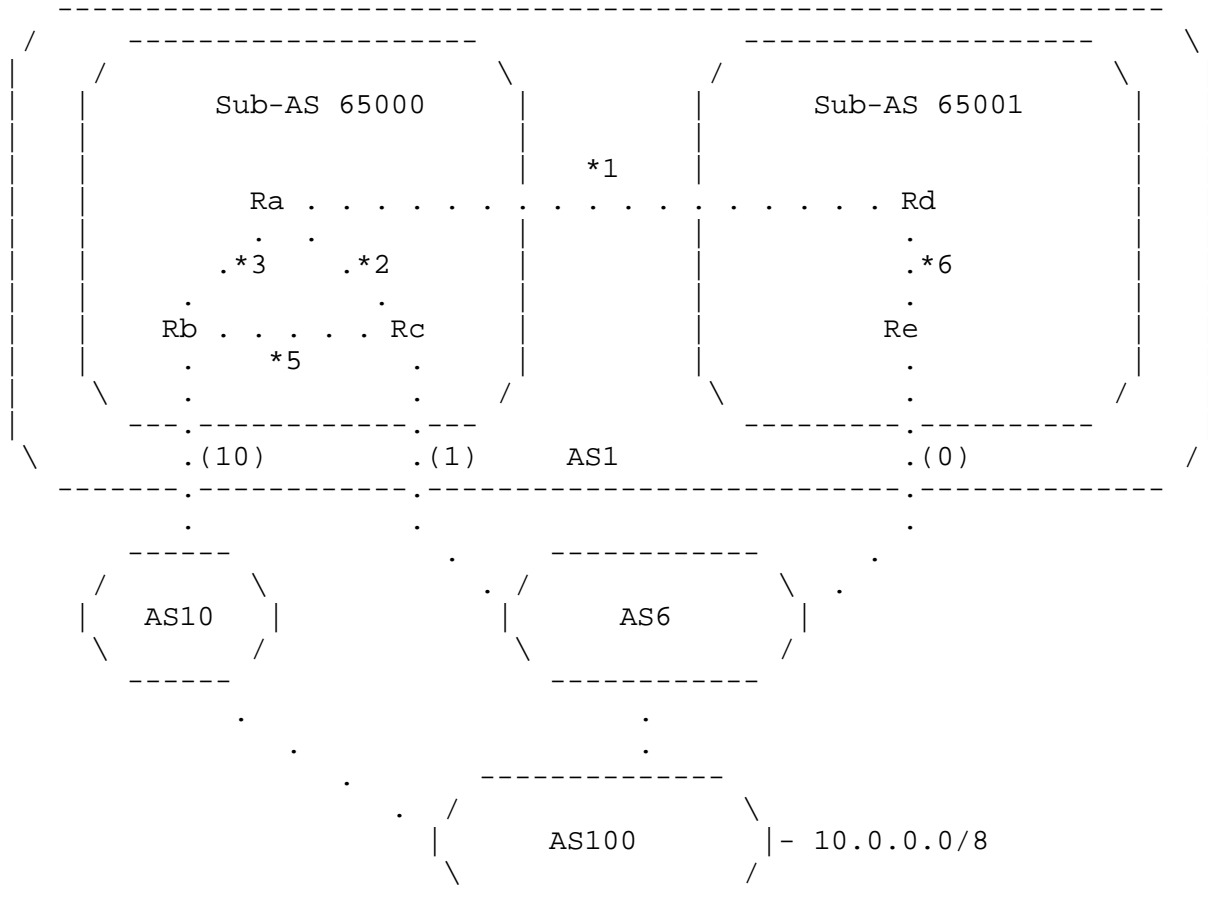 Sub-AS 65000 Sub-AS 65001
*1
Ra Rd
*3 *2 *6
Rb Rc Re
*5
(10) (1) AS1 (0)
AS10 AS6
AS100 10.0.0.0/8